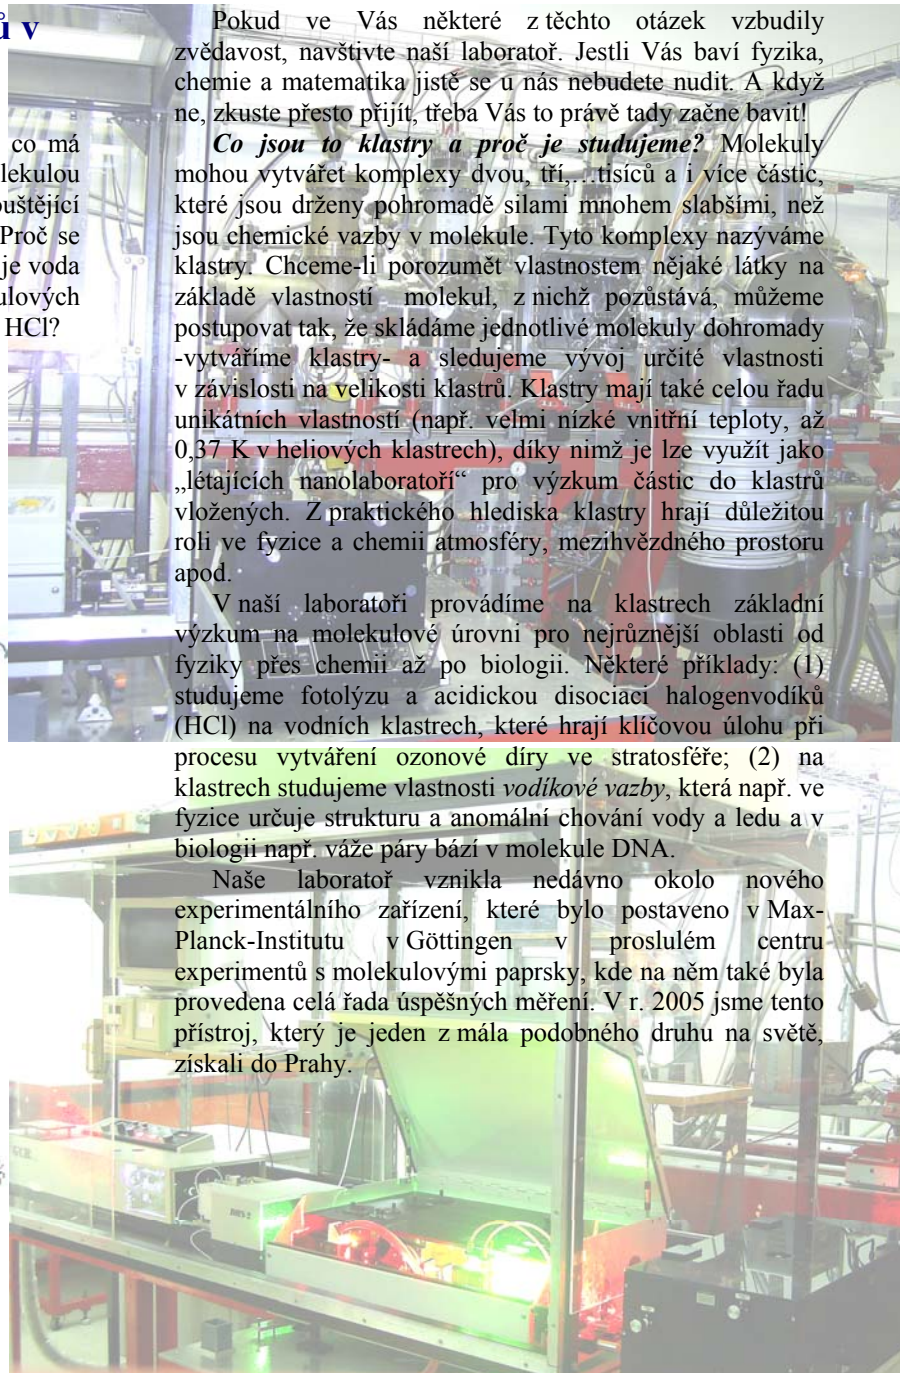 ů v
co má
lekulou
ouštějící
Proč se
je voda
ulových
HCl?
Pokud ve Vás některé z těchto otázek vzbudily
zvědavost, navštivte naší laboratoř. Jestli Vás baví fyzika,
chemie a matematika jistě se u nás nebudete nudit. A když
ne, zkuste přesto přijít, třeba Vás to právě tady začne bavit!
Co jsou to klastry a proč je studujeme? Molekuly
mohou vytvářet komplexy dvou, tří,…tisíců a i více částic,
které jsou drženy pohromadě silami mnohem slabšími, než
jsou chemické vazby v molekule. Tyto komplexy nazýváme
klastry. Chceme-li porozumět vlastnostem nějaké látky na
základě vlastností molekul, z nichž pozůstává, můžeme
postupovat tak, že skládáme jednotlivé molekuly dohromady
-vytváříme klastry- a sledujeme vývoj určité vlastnosti
v závislosti na velikosti klastrů. Klastry mají také celou řadu
unikátních vlastností (např. velmi nízké vnitřní teploty, až
0,37 K v heliových klastrech), díky nimž je lze využít jako
„létajících nanolaboratoří“ pro výzkum částic do klastrů
vložených. Z praktického hlediska klastry hrají důležitou
roli ve fyzice a chemii atmosféry, mezihvězdného prostoru
apod.
V naší laboratoři provádíme na klastrech základní
výzkum na molekulové úrovni pro nejrůznější oblasti od
fyziky přes chemii až po biologii. Některé příklady: (1)
studujeme fotolýzu a acidickou disociaci halogenvodíků
(HCl) na vodních klastrech, které hrají klíčovou úlohu při
procesu vytváření ozonové díry ve stratosféře; (2) na
klastrech studujeme vlastnosti vodíkové vazby, která např. ve
fyzice určuje strukturu a anomální chování vody a ledu a v
biologii např. váže páry bází v molekule DNA.
Naše laboratoř vznikla nedávno okolo nového
experimentálního zařízení, které bylo postaveno v Max-
Planck-Institutu v Göttingen v proslulém centru
experimentů s molekulovými paprsky, kde na něm také byla
provedena celá řada úspěšných měření. V r. 2005 jsme tento
přístroj, který je jeden z mála podobného druhu na světě,
získali do Prahy.